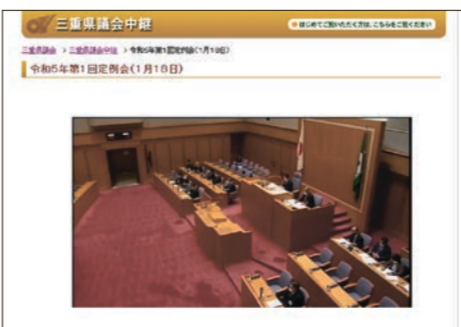 三重県議会中継
はじめてご覧いただく方は、こちらをご覧ください
三重県議会 > 三重県議会中継 > 令和5年第1回定例会(1月18日)
令和5年第1回定例会(1月18日)